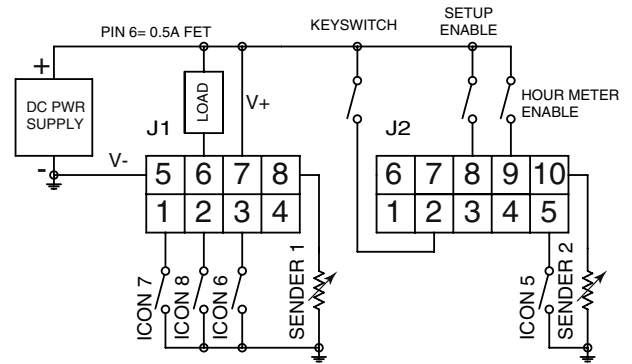 PIN 6= 0.5A FET
KEYSWITCH
SETUP
ENABLE
+
DC PWR
SUPPLY
-
LOAD
V+
HOUR METER
ENABLE
J1
J2
V-
5 6 7 8
1 2 3 4
6 7 8 9 10
1 2 3 4 5
ICON 7
ICON 8
ICON 6
SENDER 1
ICON 5
SENDER 2